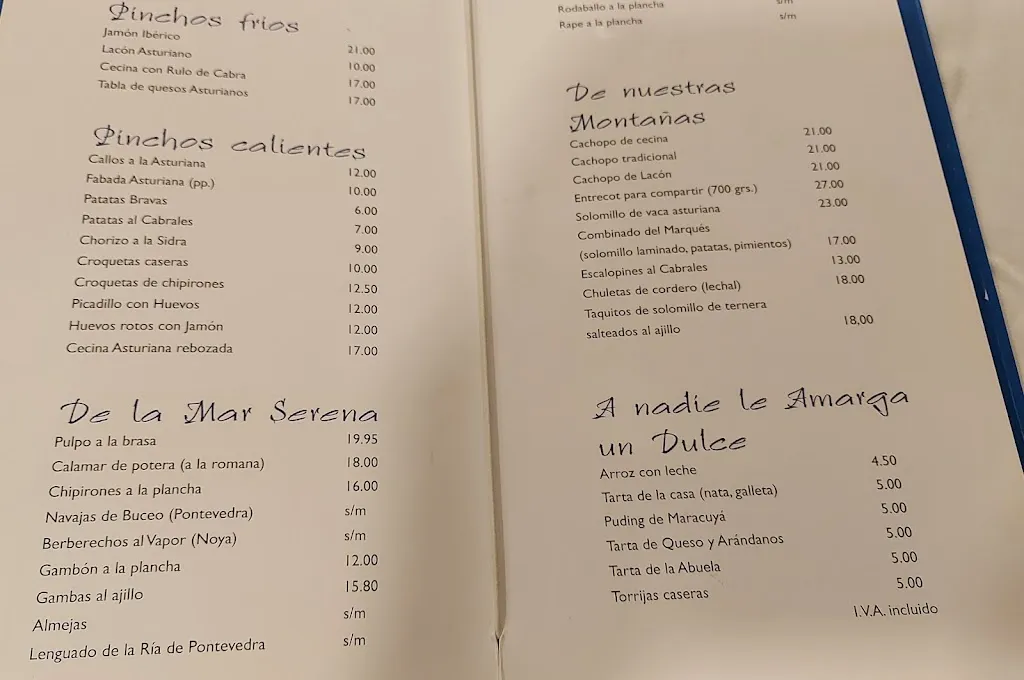 Pinchos frios
Jamón Ibérico 21.00
Lacón Asturiano 10.00
Cecina con Rulo de Cabra 17.00
Tabla de quesos Asturianos 17.00
Pinchos calientes
Callos a la Asturiana 12.00
Fabada Asturiana (pp.) 10.00
Patatas Bravas 6.00
Patatas al Cabrales 7.00
Chorizo a la Sidra 9.00
Croquetas caseras 10.00
Croquetas de chipirones 12.50
Picadillo con Huevos 12.00
Huevos rotos con Jamón 12.00
Cecina Asturiana rebozada 17.00
De la Mar Serena
Pulpo a la brasa 19.95
Calamar de potera (a la romana) 18.00
Chipirones a la plancha 16.00
Navajas de Buceo (Pontevedra) s/m
Berberechos al Vapor (Noya) s/m
Gambón a la plancha 12.00
Gambas al ajillo 15.80
Almejas s/m
Lenguado de la Ría de Pontevedra s/m
Rodaballo a la plancha s/m
Rape a la plancha s/m
De nuestras
Montañas
Cachopo de cecina 21.00
Cachopo tradicional 21.00
Cachopo de Lacón 21.00
Entrecot para compartir (700 grs.) 27.00
Solomillo de vaca asturiana 23.00
Combinado del Marqués
(solomillo laminado, patatas, pimientos) 17.00
Escalopines al Cabrales 13.00
Chuletas de cordero (lechal) 18.00
Taquitos de solomillo de ternera
salteados al ajillo 18,00
A nadie le Amarga
un Dulce
Arroz con leche 4.50
Tarta de la casa (nata, galleta) 5.00
Puding de Maracuyá 5.00
Tarta de Queso y Arándanos 5.00
Tarta de la Abuela 5.00
Torrijas caseras 5.00
I.V.A. incluido